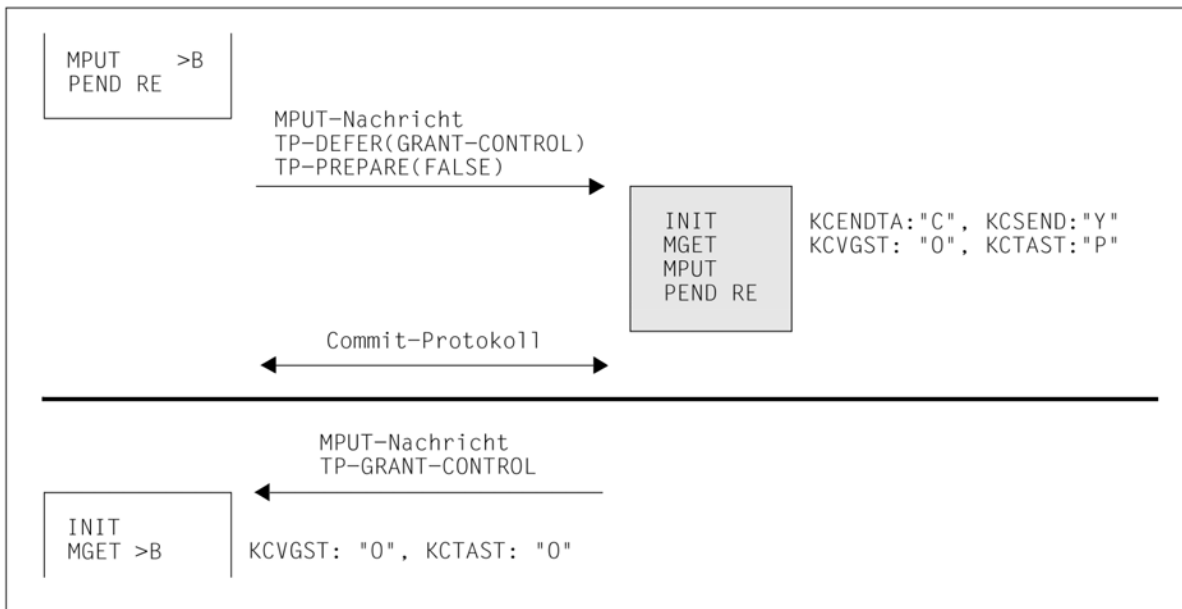 MPUT >B
PEND RE
MPUT-Nachricht
TP-DEFER(GRANT-CONTROL)
TP-PREPARE(FALSE)
INIT KCENDTA:"C", KCSEND:"Y"
MGET KCVGST: "O", KCTAST:"P"
MPUT
PEND RE
Commit-Protokoll
MPUT-Nachricht
TP-GRANT-CONTROL
INIT
MGET >B KCVGST: "O", KCTAST: "O"